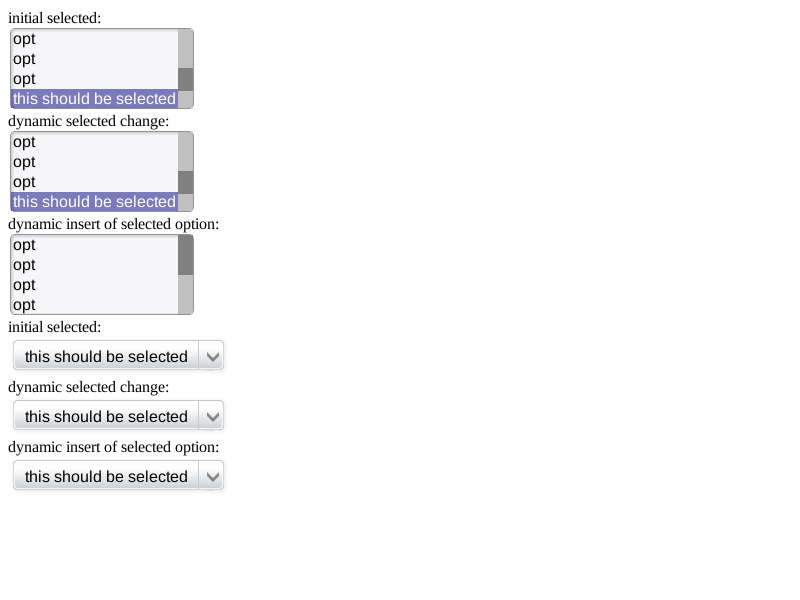 initial selected:
opt
opt
opt
this should be selected
dynamic selected change:
opt
opt
opt
this should be selected
dynamic insert of selected option:
opt
opt
opt
opt
initial selected:
this should be selected
dynamic selected change:
this should be selected
dynamic insert of selected option:
this should be selected